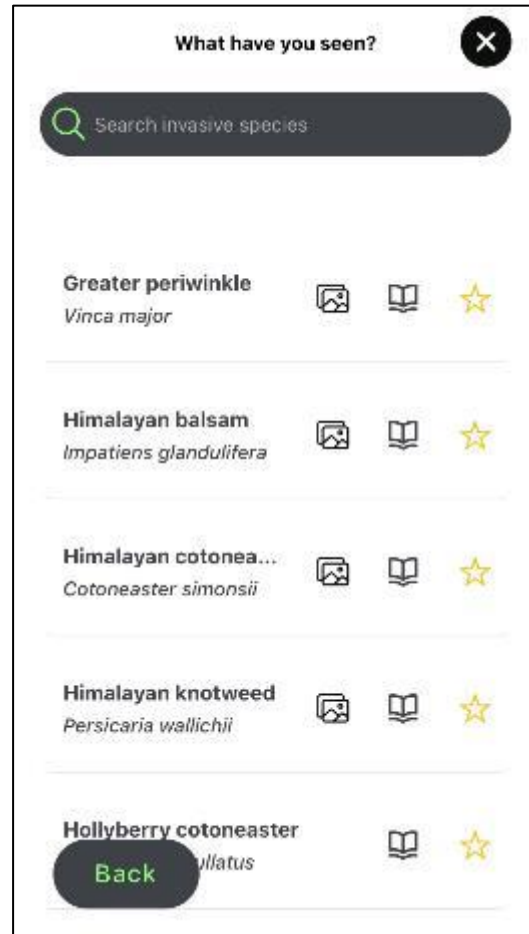 What have you seen?
Search invasive species
Greater periwinkle
Vinca major
Himalayan balsam
Impatiens glandulifera
Himalayan cotonea...
Cotoneaster simonsii
Himalayan knotweed
Persicaria wallichii
Hollyberry cotoneaster
ullatus
Back